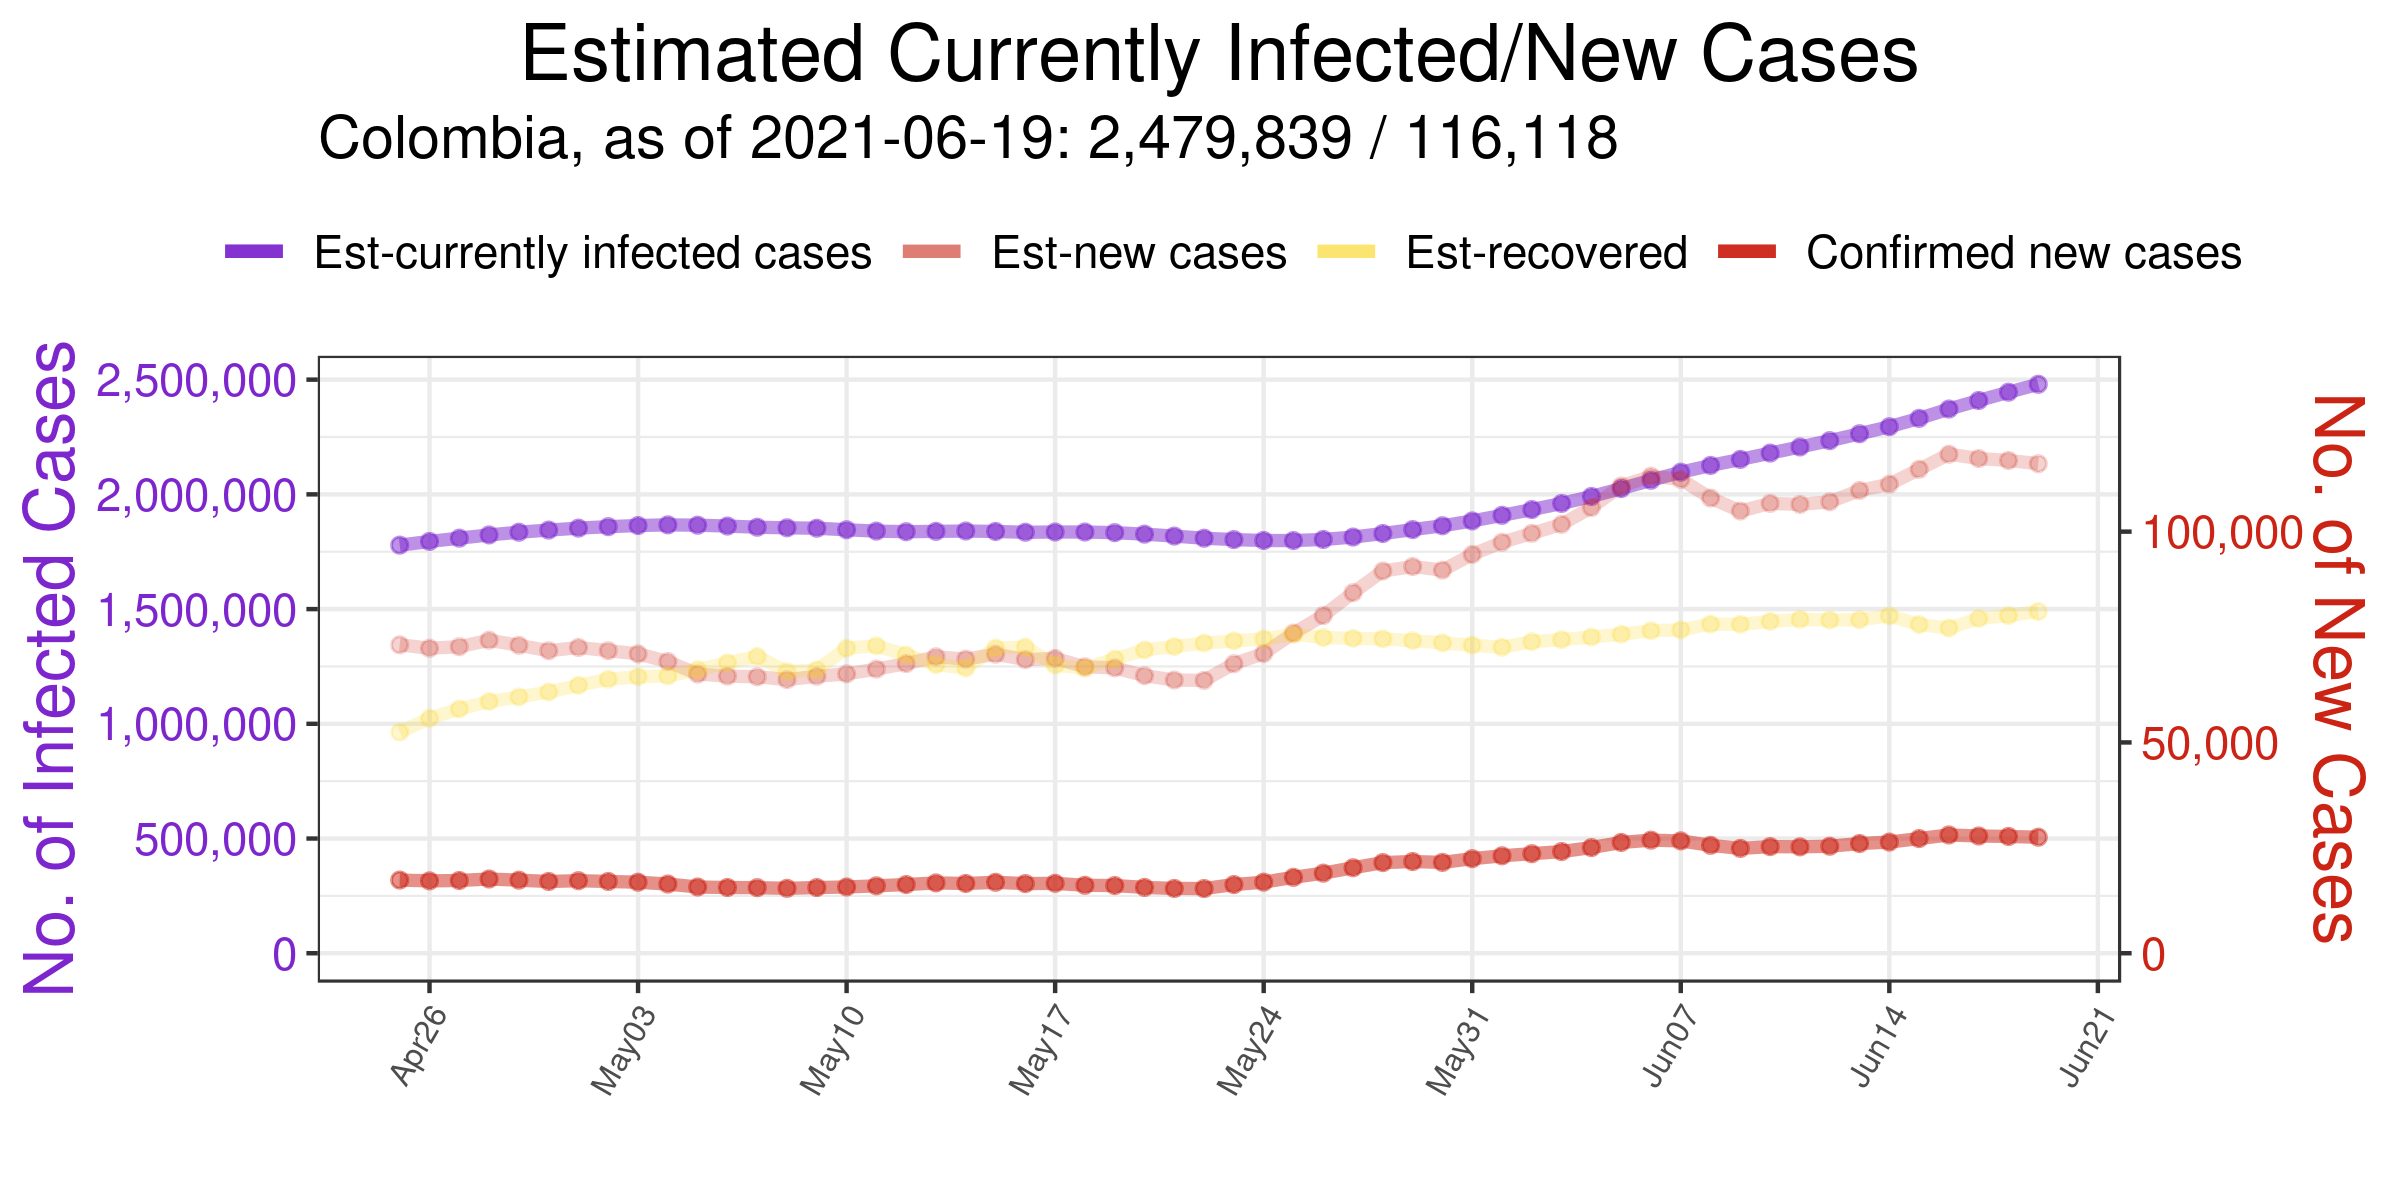 Estimated Currently Infected/New Cases
Colombia, as of 2021-06-19: 2,479,839 / 116,118
Est-currently infected cases Est-new cases Est-recovered Confirmed new cases
No. of Infected Cases
2,500,000
2,000,000
1,500,000
1,000,000
500,000
0
100,000
50,000
0
No. of New Cases
Apr26 May03 May10 May17 May24 May31 Jun07 Jun14 Jun21